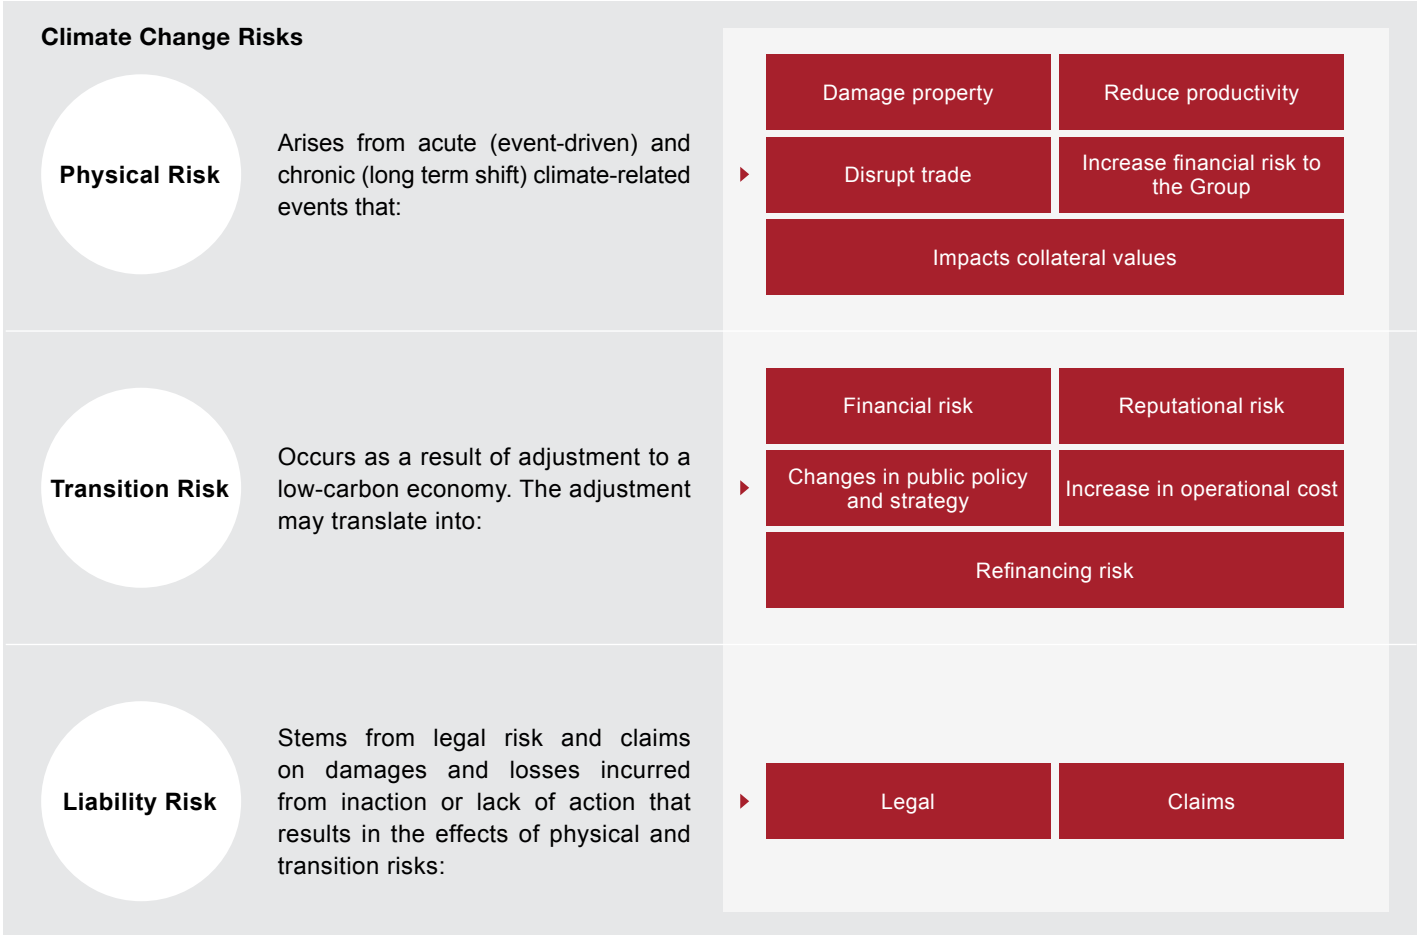 Climate Change Risks
Physical Risk
Arises from acute (event-driven) and
chronic (long term shift) climate-related
events that:
Damage property
Reduce productivity
Disrupt trade
Increase financial risk to
the Group
Impacts collateral values
Transition Risk
Occurs as a result of adjustment to a
low-carbon economy. The adjustment
may translate into:
Financial risk
Reputational risk
Changes in public policy
and strategy
Increase in operational cost
Refinancing risk
Liability Risk
Stems from legal risk and claims
on damages and losses incurred
from inaction or lack of action that
results in the effects of physical and
transition risks:
Legal
Claims